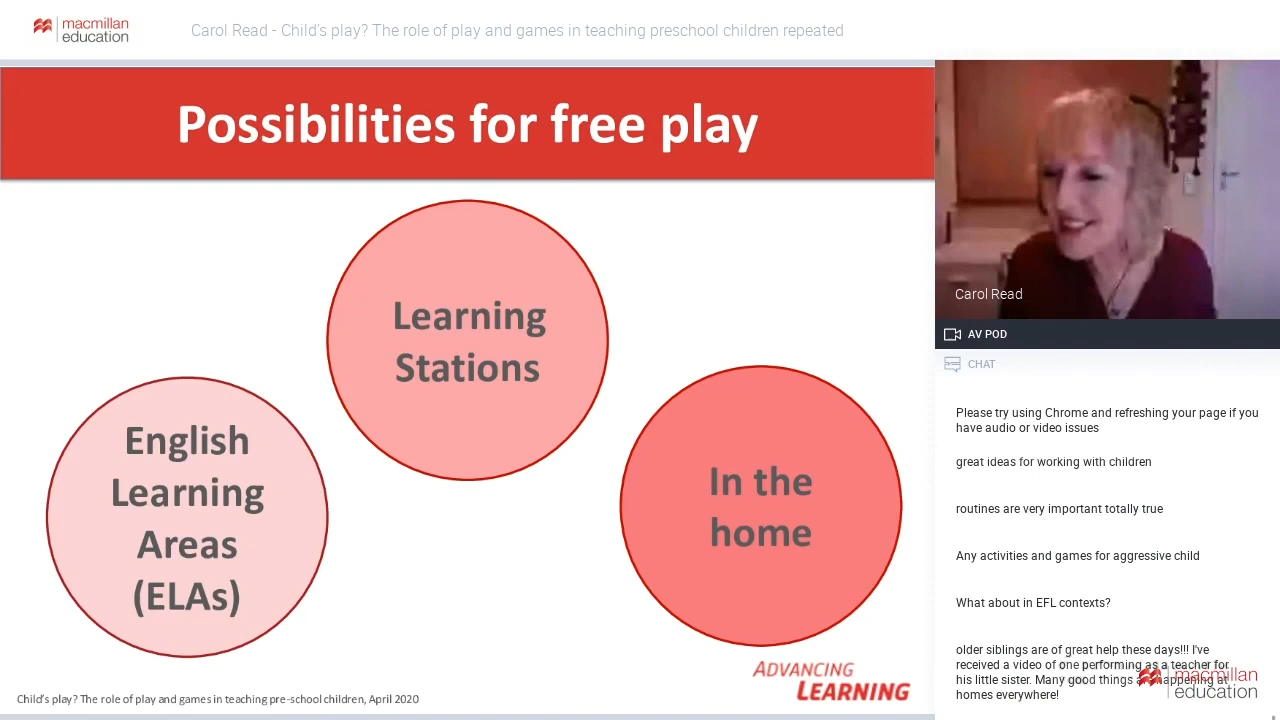 macmillan
education
Carol Read - Child's play? The role of play and games in teaching preschool children repeated
Possibilities for free play
Learning
Stations
English
Learning
Areas
(ELAs)
In the
home
ADVANCING
LEARNING
Child's play? The role of play and games in teaching pre-school children, April 2020
Carol Read
AV POD
CHAT
Please try using Chrome and refreshing your page if you
have audio or video issues
great ideas for working with children
routines are very important totally true
Any activities and games for aggressive child
What about in EFL contexts?
older siblings are of great help these days!!! I've
received a video of one performing as a teacher for
his little sister. Many good things are happening at
homes everywhere!
macmillan
education